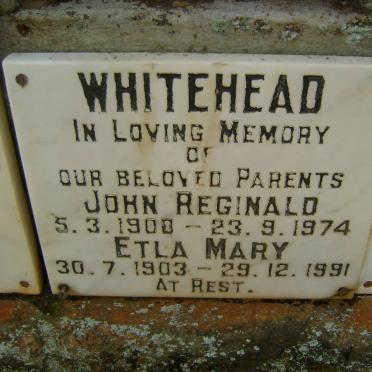 WHITEHEAD
IN LOVING MEMORY
OF
OUR BELOVED PARENTS
JOHN REGINALD
5.3.1900 - 23.9.1974
ETLA MARY
30.7.1903 - 29.12.1991
AT REST.